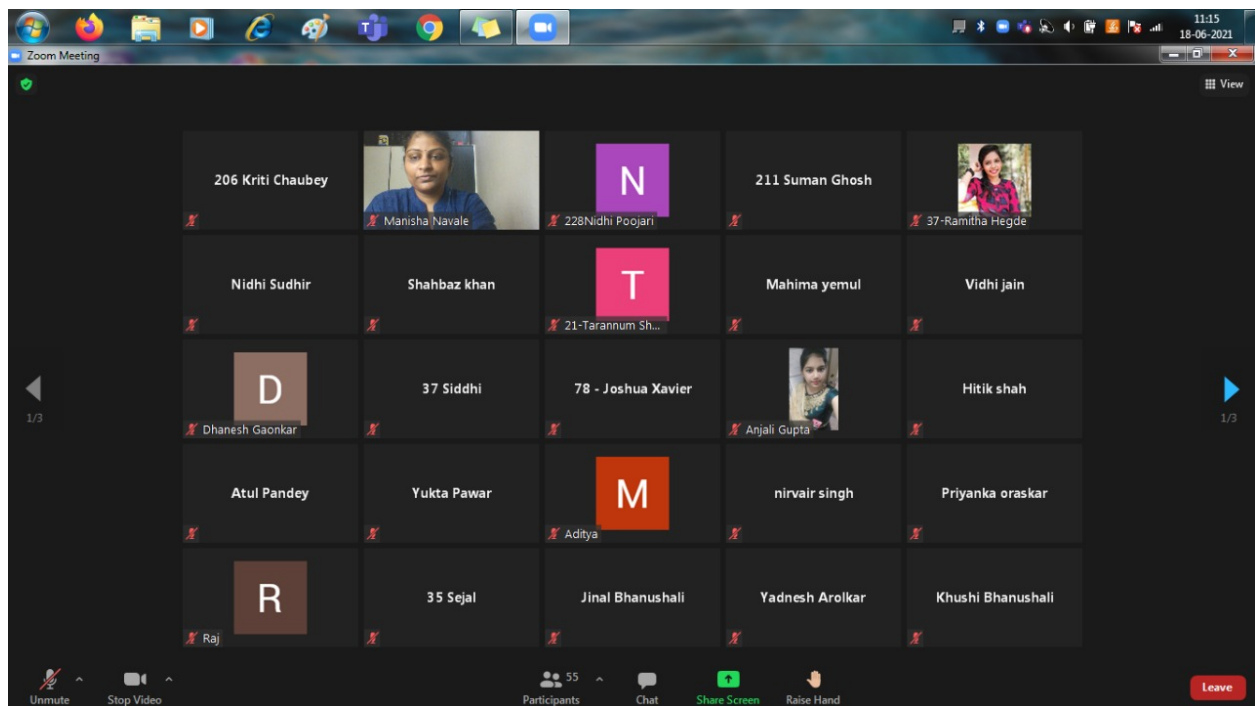 11:15
18-06-2021
Zoom Meeting
View
206 Kriti Chaubey
Manisha Navale
N
228Nidhi Poojari
211 Suman Ghosh
37-Ramitha Hegde
Nidhi Sudhir
Shahbaz khan
T
21-Tarannum Sh...
Mahima yemul
Vidhi jain
1/3
D
Dhanesh Gaonkar
37 Siddhi
78 - Joshua Xavier
Anjali Gupta
Hitik shah
1/3
Atul Pandey
Yukta Pawar
M
Aditya
nirvair singh
Priyanka oraskar
R
Raj
35 Sejal
Jinal Bhanushali
Yadnesh Arolkar
Khushi Bhanushali
Unmute
Stop Video
55
Participants
Chat
Share Screen
Raise Hand
Leave